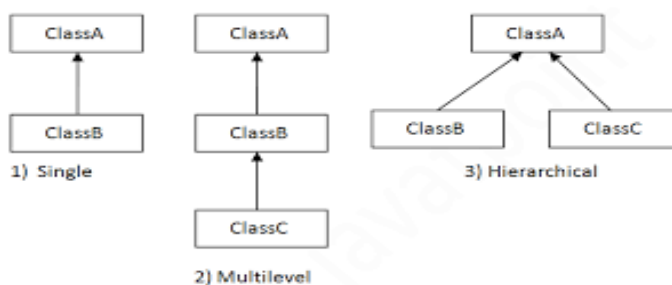 ClassA
ClassB
1) Single
ClassA
ClassB
ClassC
2) Multilevel
ClassA
ClassB
ClassC
3) Hierarchical